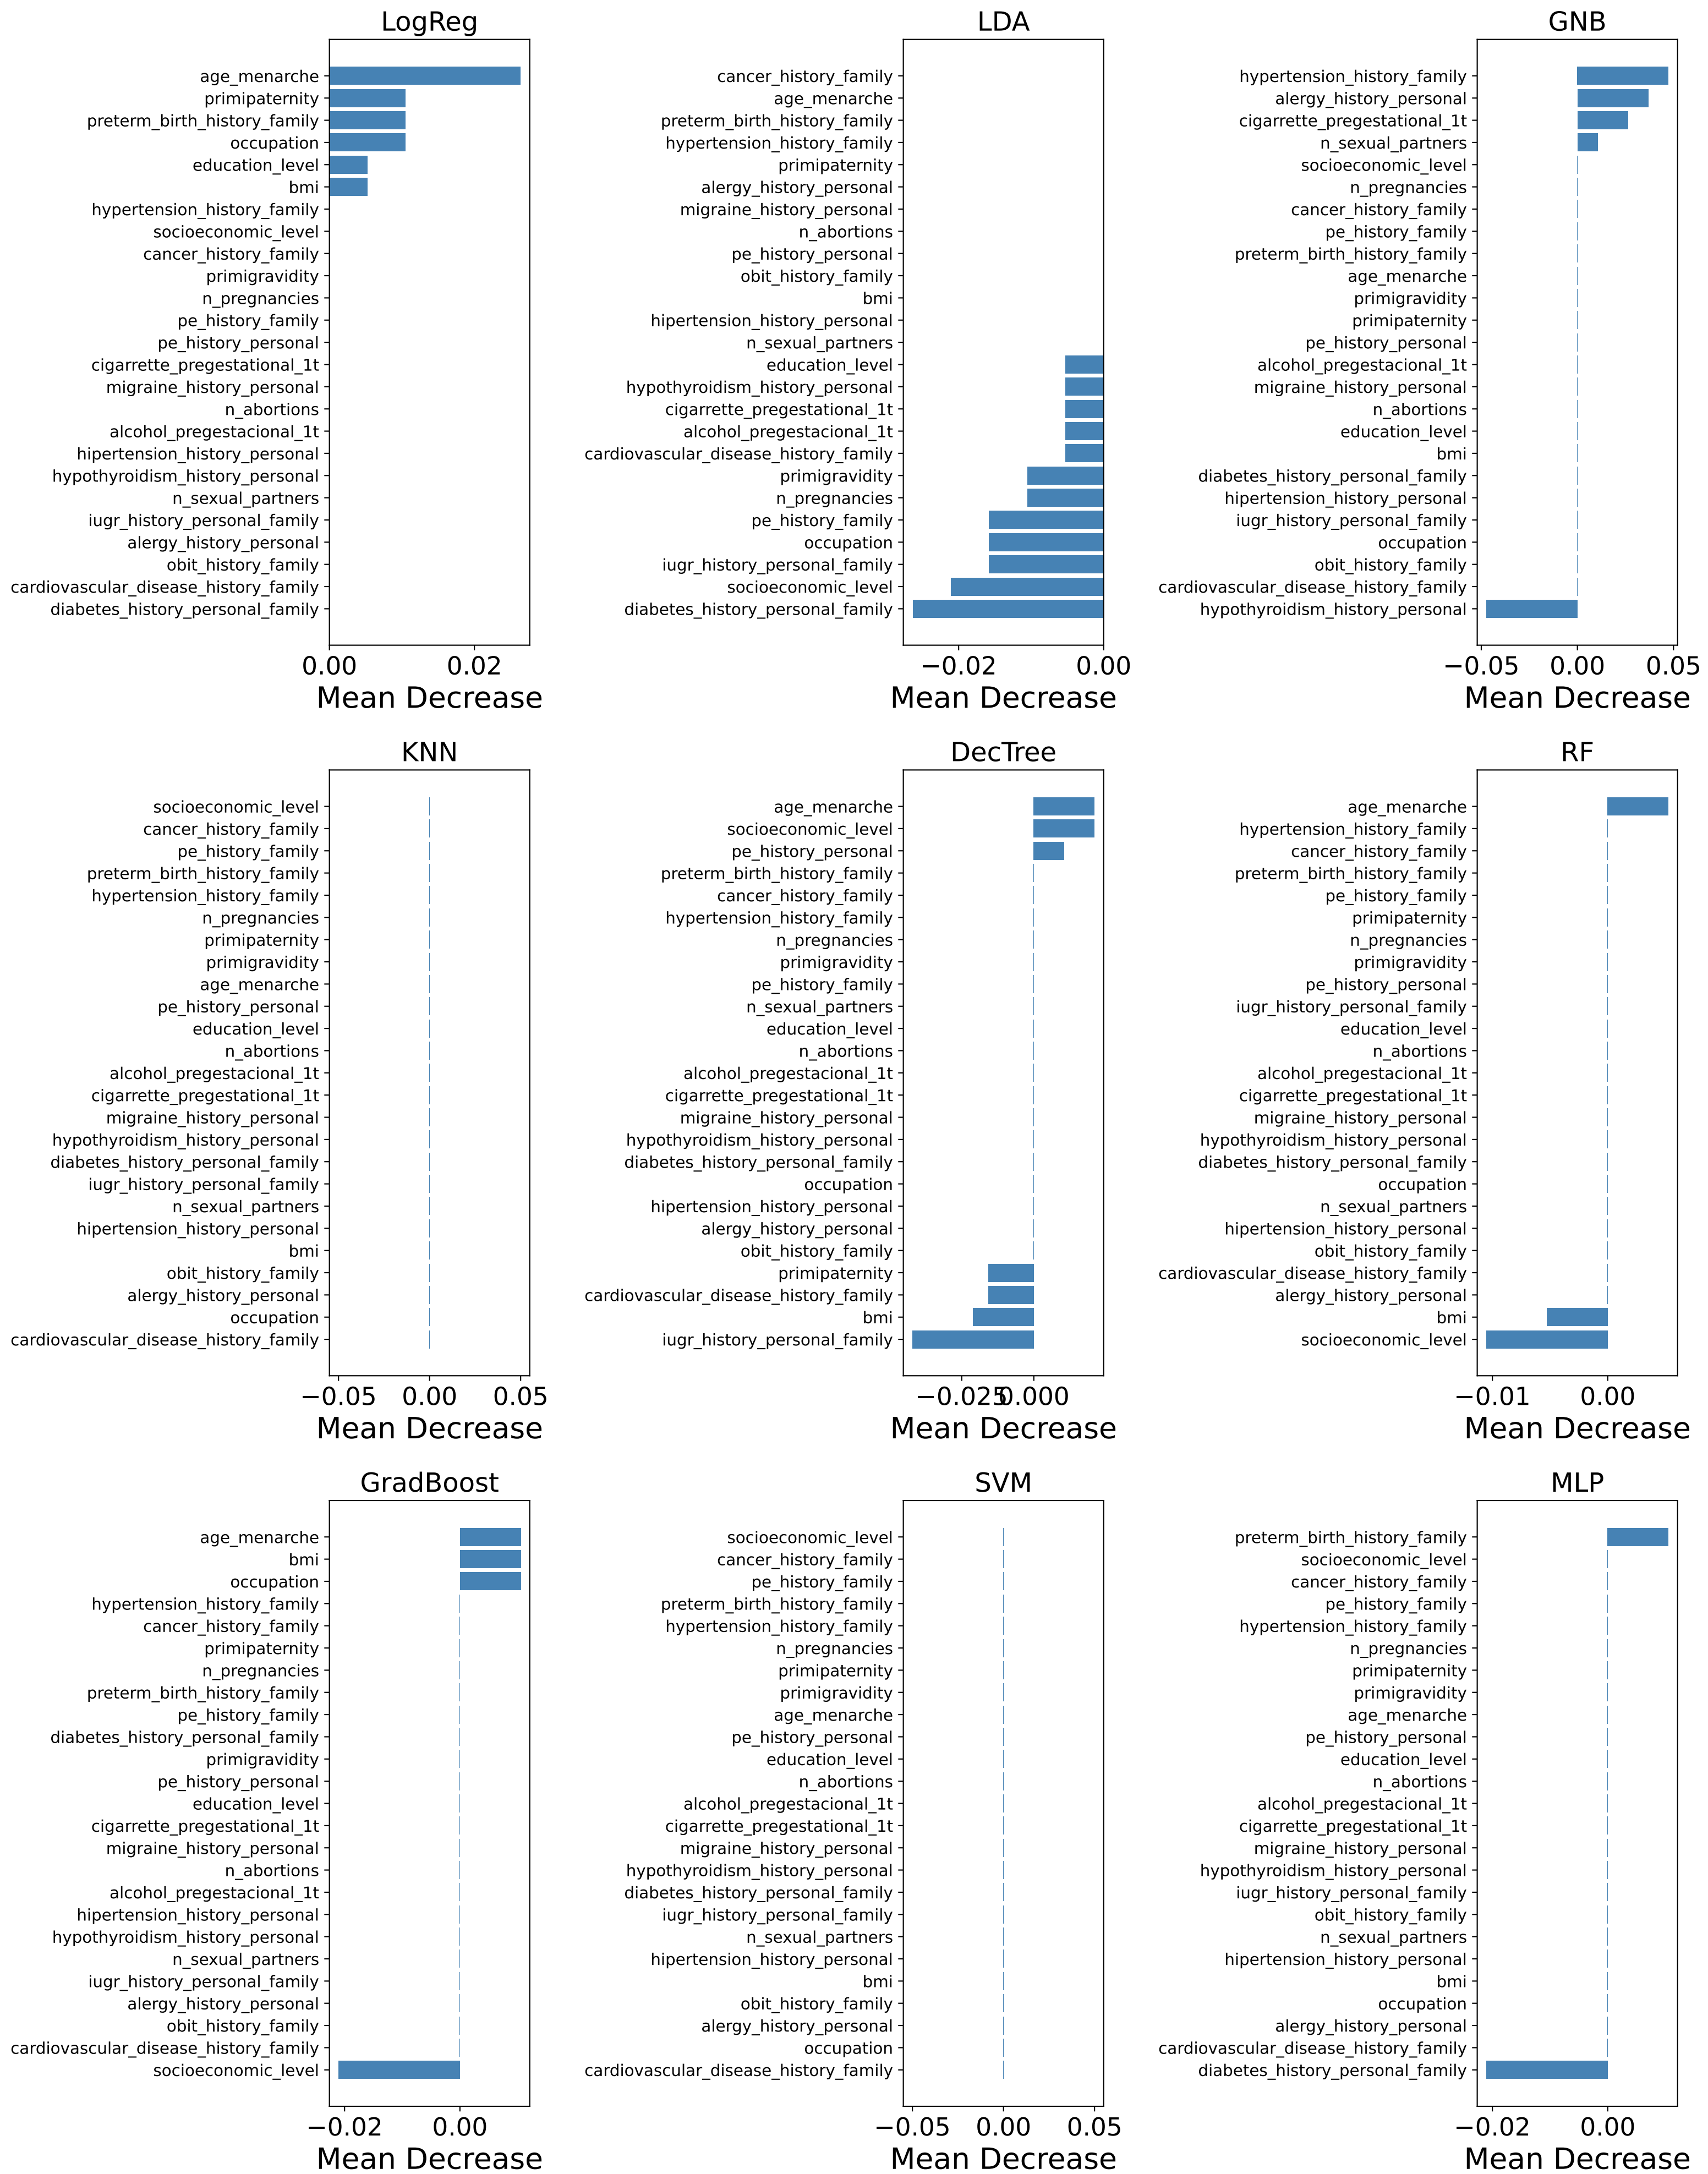 LogReg
age_menarche
primipaternity
preterm_birth_history_family
occupation
education_level
bmi
hypertension_history_family
socioeconomic_level
cancer_history_family
primigravidity
n_pregnancies
pe_history_family
pe_history_personal
cigarrette_pregestational_1t
migraine_history_personal
n_abortions
alcohol_pregestacional_1t
hipertension_history_personal
hypothyroidism_history_personal
n_sexual_partners
iugr_history_personal_family
alergy_history_personal
obit_history_family
cardiovascular_disease_history_family
diabetes_history_personal_family
0.00 0.02
Mean Decrease
LDA
cancer_history_family
age_menarche
preterm_birth_history_family
hypertension_history_family
primipaternity
alergy_history_personal
migraine_history_personal
n_abortions
pe_history_personal
obit_history_family
bmi
hipertension_history_personal
n_sexual_partners
education_level
hypothyroidism_history_personal
cigarrette_pregestational_1t
alcohol_pregestacional_1t
cardiovascular_disease_history_family
primigravidity
n_pregnancies
pe_history_family
occupation
iugr_history_personal_family
socioeconomic_level
diabetes_history_personal_family
−0.02 0.00
Mean Decrease
GNB
hypertension_history_family
alergy_history_personal
cigarrette_pregestational_1t
n_sexual_partners
socioeconomic_level
n_pregnancies
cancer_history_family
pe_history_family
preterm_birth_history_family
age_menarche
primigravidity
primipaternity
pe_history_personal
alcohol_pregestacional_1t
migraine_history_personal
n_abortions
education_level
bmi
diabetes_history_personal_family
hipertension_history_personal
iugr_history_personal_family
occupation
obit_history_family
cardiovascular_disease_history_family
hypothyroidism_history_personal
−0.05 0.00 0.05
Mean Decrease
KNN
socioeconomic_level
cancer_history_family
pe_history_family
preterm_birth_history_family
hypertension_history_family
n_pregnancies
primipaternity
primigravidity
age_menarche
pe_history_personal
education_level
n_abortions
alcohol_pregestacional_1t
cigarrette_pregestational_1t
migraine_history_personal
hypothyroidism_history_personal
diabetes_history_personal_family
iugr_history_personal_family
n_sexual_partners
hipertension_history_personal
bmi
obit_history_family
alergy_history_personal
occupation
cardiovascular_disease_history_family
−0.05 0.00 0.05
Mean Decrease
DecTree
age_menarche
socioeconomic_level
pe_history_personal
preterm_birth_history_family
cancer_history_family
hypertension_history_family
n_pregnancies
primigravidity
pe_history_family
n_sexual_partners
education_level
n_abortions
alcohol_pregestacional_1t
cigarrette_pregestational_1t
migraine_history_personal
hypothyroidism_history_personal
diabetes_history_personal_family
occupation
hipertension_history_personal
alergy_history_personal
obit_history_family
primipaternity
cardiovascular_disease_history_family
bmi
iugr_history_personal_family
−0.025 0.000
Mean Decrease
RF
age_menarche
hypertension_history_family
cancer_history_family
preterm_birth_history_family
pe_history_family
primipaternity
n_pregnancies
primigravidity
pe_history_personal
iugr_history_personal_family
education_level
n_abortions
alcohol_pregestacional_1t
cigarrette_pregestational_1t
migraine_history_personal
hypothyroidism_history_personal
diabetes_history_personal_family
occupation
n_sexual_partners
hipertension_history_personal
obit_history_family
cardiovascular_disease_history_family
alergy_history_personal
bmi
socioeconomic_level
−0.01 0.00
Mean Decrease
GradBoost
age_menarche
bmi
occupation
hypertension_history_family
cancer_history_family
primipaternity
n_pregnancies
preterm_birth_history_family
pe_history_family
diabetes_history_personal_family
primigravidity
pe_history_personal
education_level
cigarrette_pregestational_1t
migraine_history_personal
n_abortions
alcohol_pregestacional_1t
hipertension_history_personal
hypothyroidism_history_personal
n_sexual_partners
iugr_history_personal_family
alergy_history_personal
obit_history_family
cardiovascular_disease_history_family
socioeconomic_level
−0.02 0.00
Mean Decrease
SVM
socioeconomic_level
cancer_history_family
pe_history_family
preterm_birth_history_family
hypertension_history_family
n_pregnancies
primipaternity
primigravidity
age_menarche
pe_history_personal
education_level
n_abortions
alcohol_pregestacional_1t
cigarrette_pregestational_1t
migraine_history_personal
hypothyroidism_history_personal
diabetes_history_personal_family
iugr_history_personal_family
n_sexual_partners
hipertension_history_personal
bmi
obit_history_family
alergy_history_personal
occupation
cardiovascular_disease_history_family
−0.05 0.00 0.05
Mean Decrease
MLP
preterm_birth_history_family
socioeconomic_level
cancer_history_family
pe_history_family
hypertension_history_family
n_pregnancies
primipaternity
primigravidity
age_menarche
pe_history_personal
education_level
n_abortions
alcohol_pregestacional_1t
cigarrette_pregestational_1t
migraine_history_personal
hypothyroidism_history_personal
iugr_history_personal_family
obit_history_family
n_sexual_partners
hipertension_history_personal
bmi
occupation
alergy_history_personal
cardiovascular_disease_history_family
diabetes_history_personal_family
−0.02 0.00
Mean Decrease